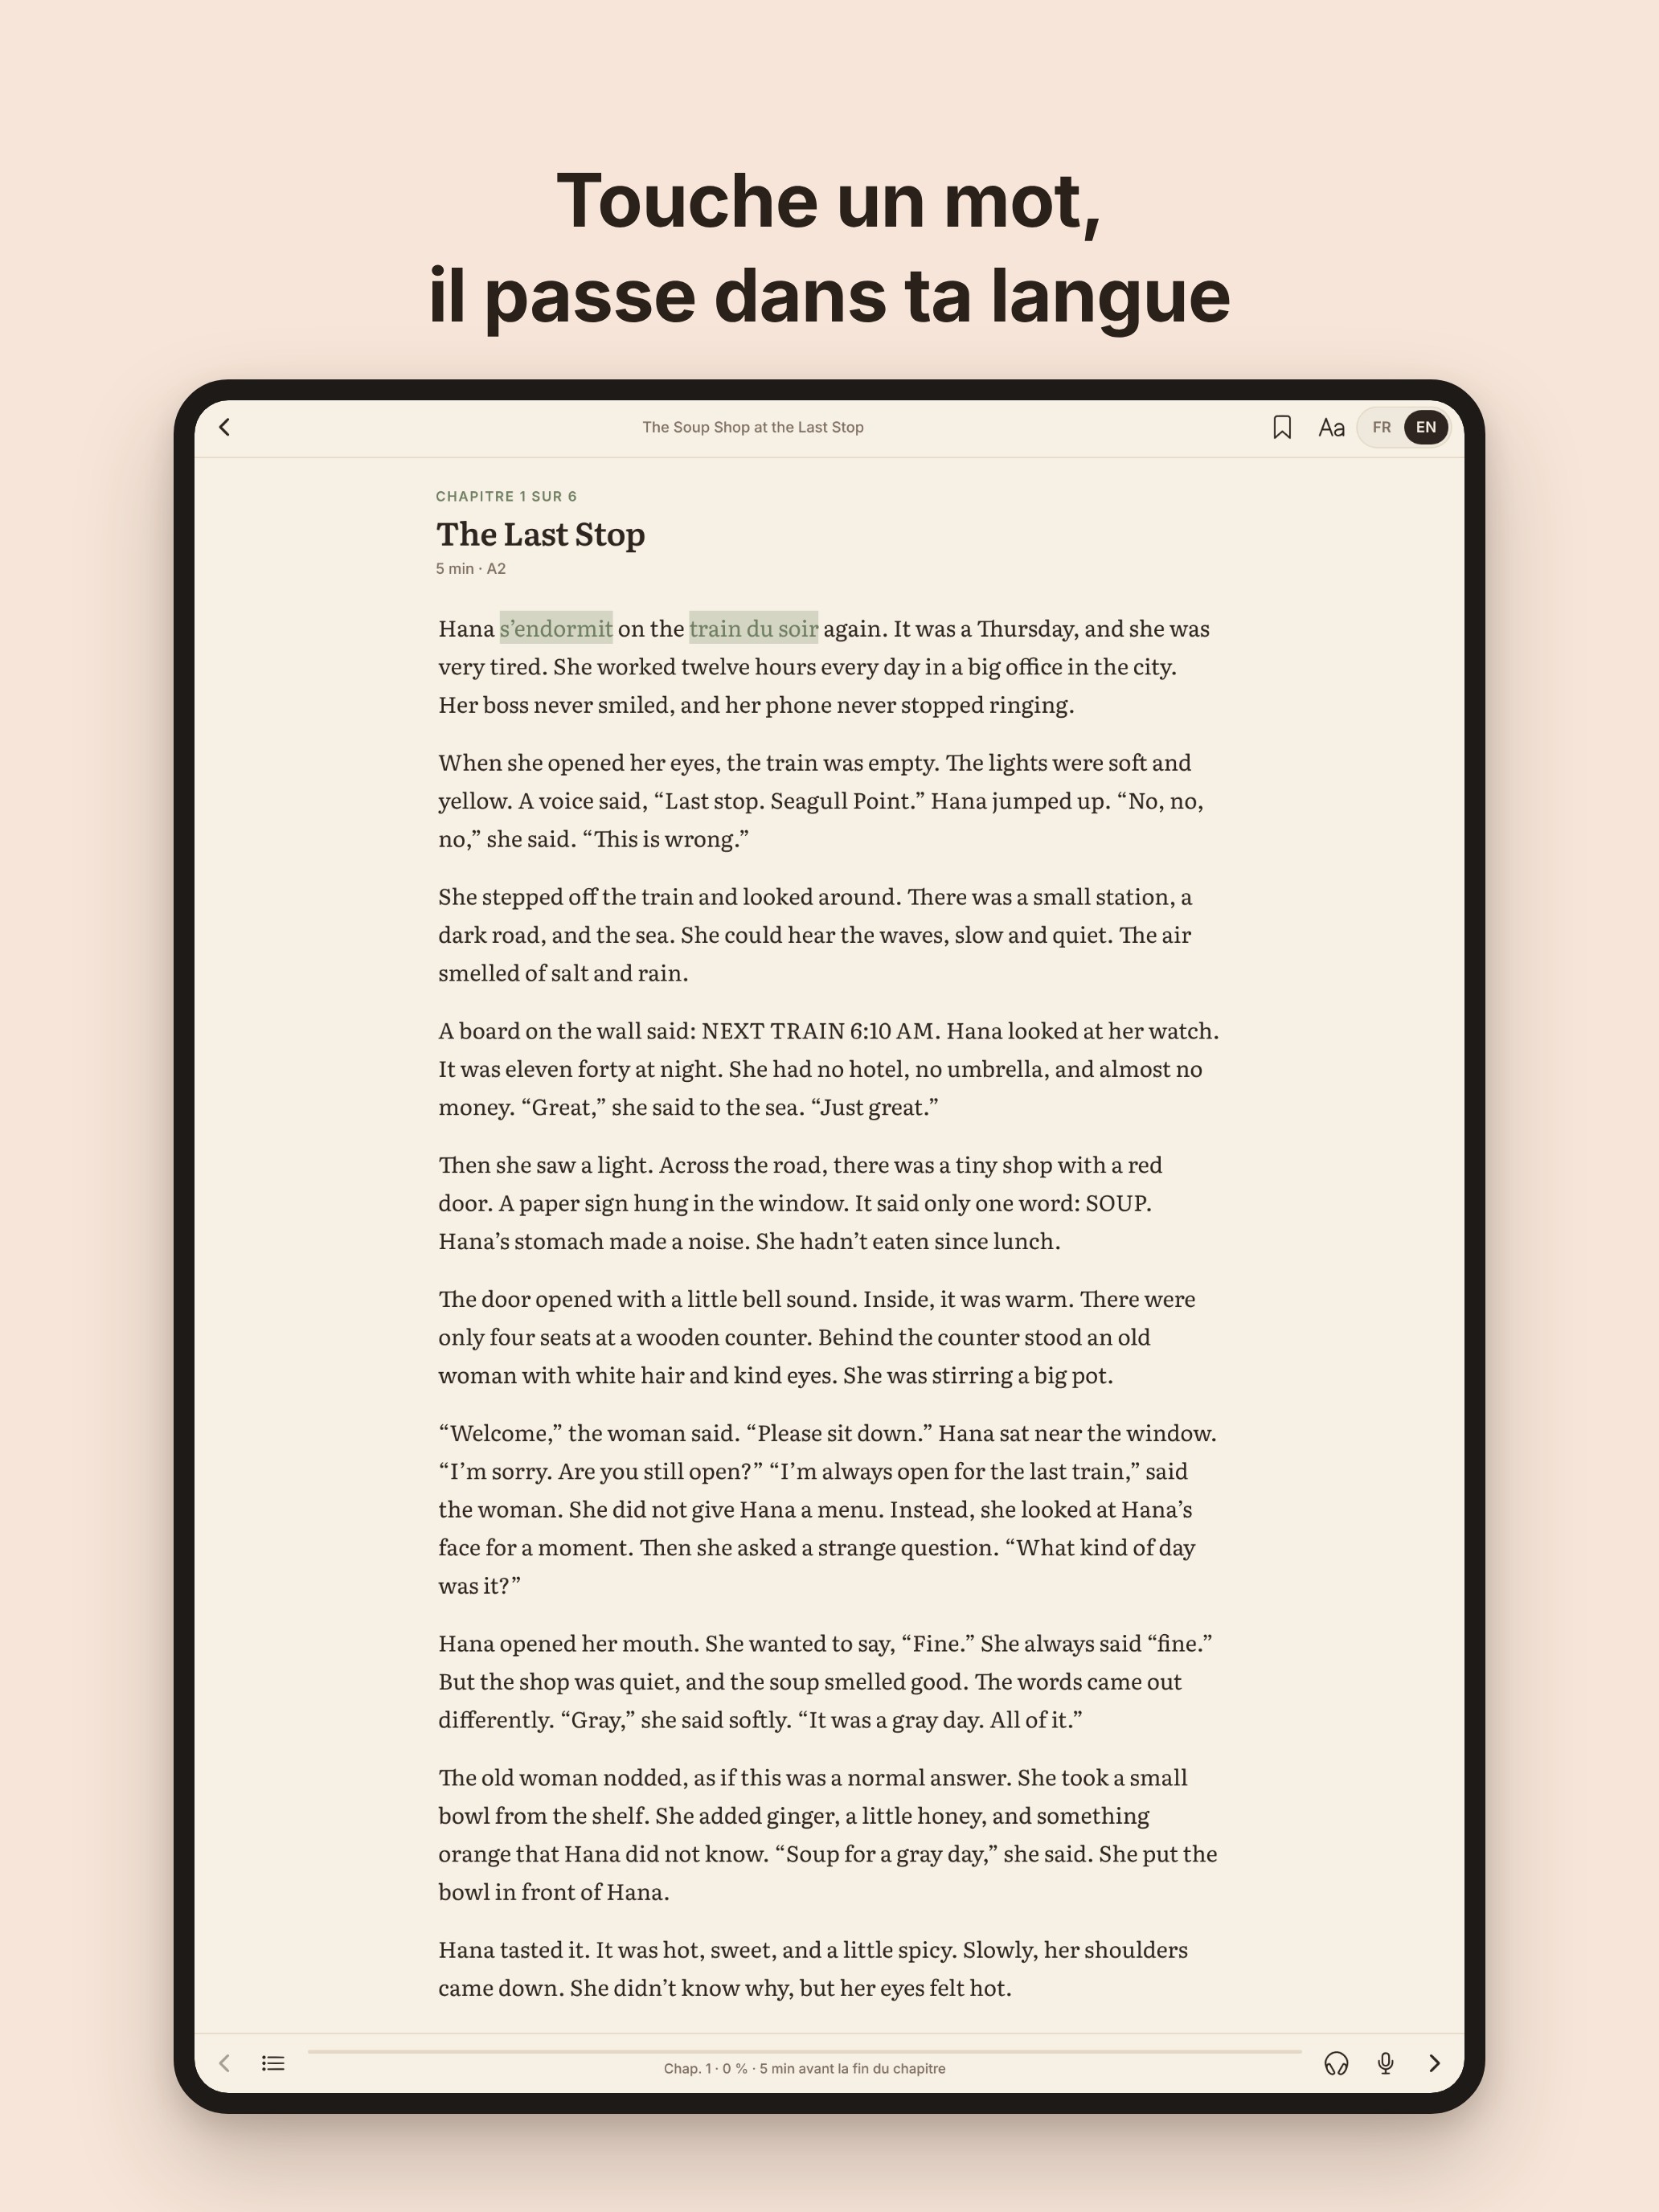 Touche un mot,
il passe dans ta langue
The Soup Shop at the Last Stop
Aa
FR
EN
CHAPITRE 1 SUR 6
The Last Stop
5 min · A2
Hana s’endormit on the train du soir again. It was a Thursday, and she was
very tired. She worked twelve hours every day in a big office in the city.
Her boss never smiled, and her phone never stopped ringing.
When she opened her eyes, the train was empty. The lights were soft and
yellow. A voice said, “Last stop. Seagull Point.” Hana jumped up. “No, no,
no,” she said. “This is wrong.”
She stepped off the train and looked around. There was a small station, a
dark road, and the sea. She could hear the waves, slow and quiet. The air
smelled of salt and rain.
A board on the wall said: NEXT TRAIN 6:10 AM. Hana looked at her watch.
It was eleven forty at night. She had no hotel, no umbrella, and almost no
money. “Great,” she said to the sea. “Just great.”
Then she saw a light. Across the road, there was a tiny shop with a red
door. A paper sign hung in the window. It said only one word: SOUP.
Hana’s stomach made a noise. She hadn’t eaten since lunch.
The door opened with a little bell sound. Inside, it was warm. There were
only four seats at a wooden counter. Behind the counter stood an old
woman with white hair and kind eyes. She was stirring a big pot.
“Welcome,” the woman said. “Please sit down.” Hana sat near the window.
“I’m sorry. Are you still open?” “I’m always open for the last train,” said
the woman. She did not give Hana a menu. Instead, she looked at Hana’s
face for a moment. Then she asked a strange question. “What kind of day
was it?”
Hana opened her mouth. She wanted to say, “Fine.” She always said “fine.”
But the shop was quiet, and the soup smelled good. The words came out
differently. “Gray,” she said softly. “It was a gray day. All of it.”
The old woman nodded, as if this was a normal answer. She took a small
bowl from the shelf. She added ginger, a little honey, and something
orange that Hana did not know. “Soup for a gray day,” she said. She put the
bowl in front of Hana.
Hana tasted it. It was hot, sweet, and a little spicy. Slowly, her shoulders
came down. She didn’t know why, but her eyes felt hot.
Chap. 1 · 0 % · 5 min avant la fin du chapitre